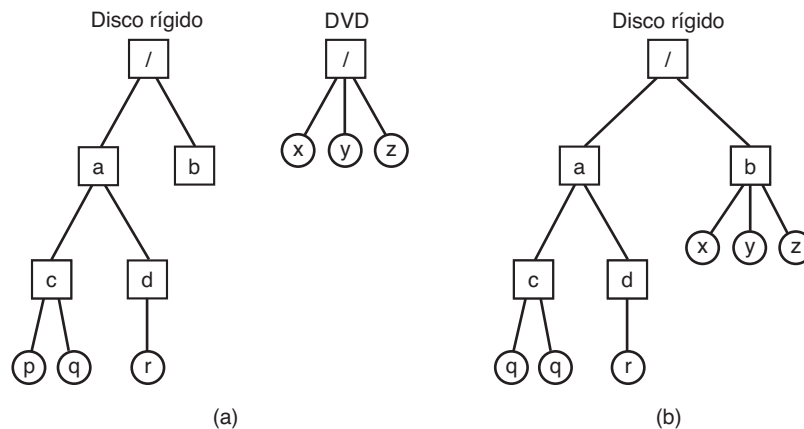 Disco rígido DVD Disco rígido
/ / /
a b x y z a b
x y z
c d c d
p q r q q r
(a) (b)